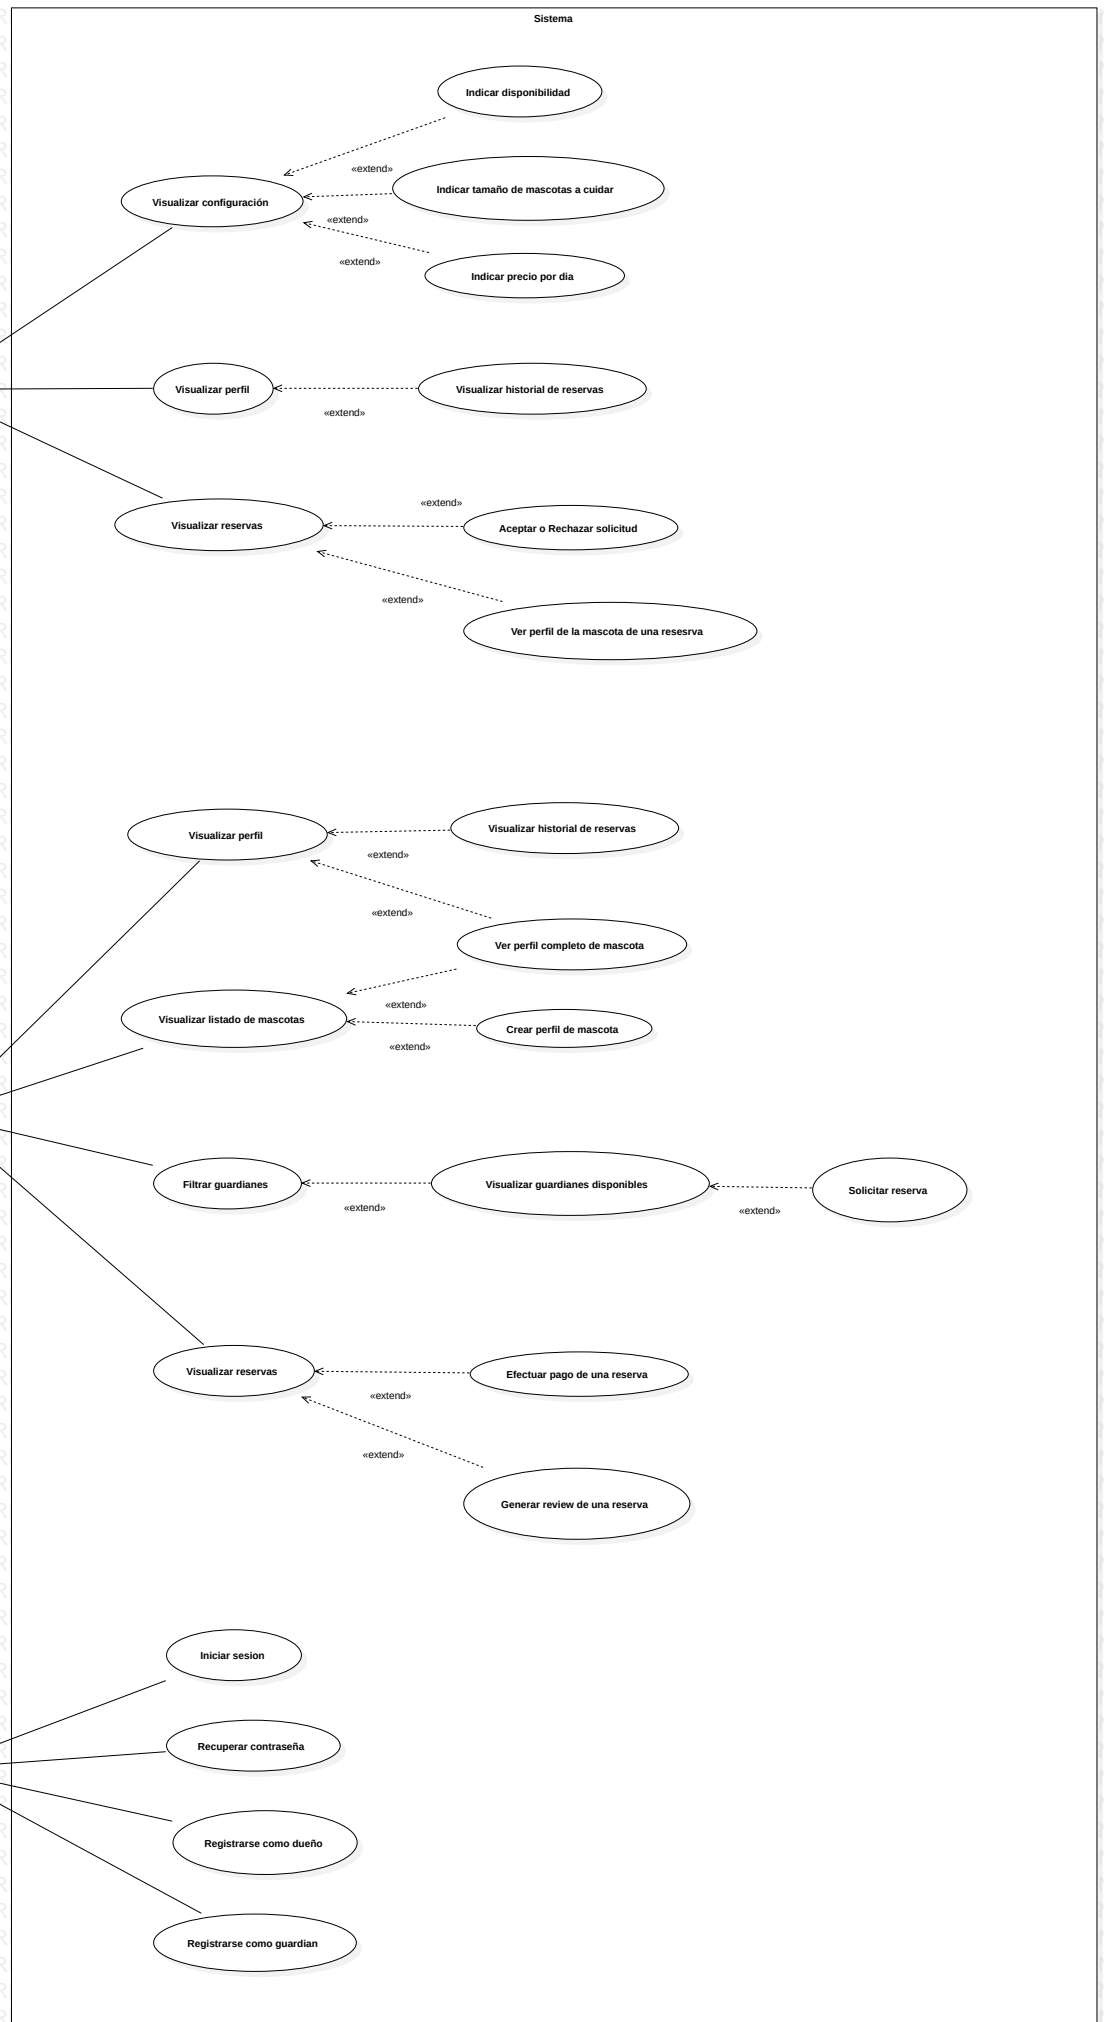 Sistema
Indicar disponibilidad
«extend»
Indicar tamaño de mascotas a cuidar
Visualizar configuración
«extend»
«extend»
Indicar precio por dia
Visualizar perfil
Visualizar historial de reservas
«extend»
«extend»
Visualizar reservas
Aceptar o Rechazar solicitud
«extend»
Ver perfil de la mascota de una resesrva
Visualizar perfil
Visualizar historial de reservas
«extend»
«extend»
Ver perfil completo de mascota
«extend»
Visualizar listado de mascotas
Crear perfil de mascota
«extend»
Filtrar guardianes
Visualizar guardianes disponibles
Solicitar reserva
«extend»
«extend»
Visualizar reservas
Efectuar pago de una reserva
«extend»
«extend»
Generar review de una reserva
Iniciar sesion
Recuperar contraseña
Registrarse como dueño
Registrarse como guardian